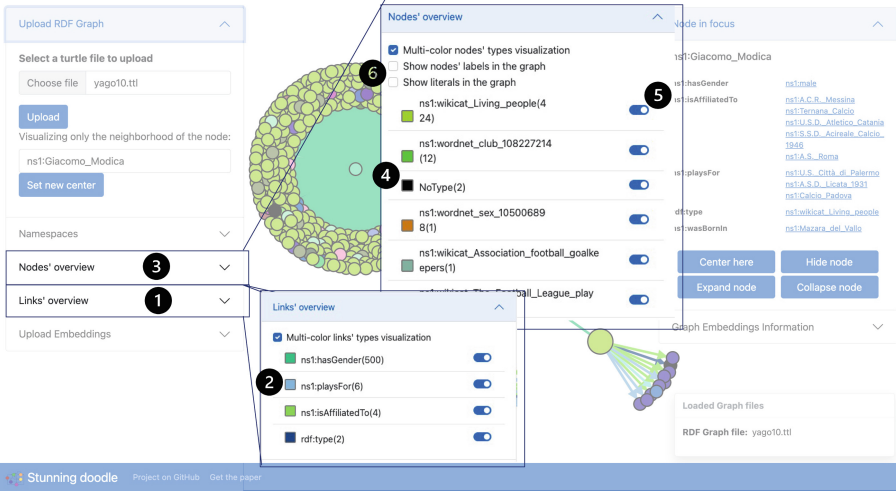 Upload RDF Graph
Select a turtle file to upload
Choose file yago10.ttl
Upload
Visualizing only the neighborhood of the node:
ns1:Giacomo_Modica
Set new center
Namespaces
Nodes' overview
3
Links' overview
1
Upload Embeddings
Nodes' overview
Multi-color nodes' types visualization
6
Show nodes' labels in the graph
Show literals in the graph
5
ns1:wikicat_Living_people(4
24)
ns1:wordnet_club_108227214
(12)
4
NoType(2)
ns1:wordnet_sex_10500689
8(1)
ns1:wikicat_Association_football_goalke
epers(1)
ns1:wikicat_The_Football_League_play
Links' overview
Multi-color links' types visualization
ns1:hasGender(500)
2
ns1:playsFor(6)
ns1:isAffiliatedTo(4)
rdf:type(2)
Node in focus
ns1:Giacomo_Modica
ns1:hasGender ns1:male
ns1:isAffiliatedTo ns1:A.C.R._Messina
ns1:Ternana_Calcio
ns1:U.S.D._Atletico_Catania
ns1:S.S.D._Acireale_Calcio_
1946
ns1:A.S._Roma
ns1:playsFor ns1:U.S._Città_di_Palermo
ns1:A.S.D._Licata_1931
ns1:Calcio_Padova
rdf:type ns1:wikicat_Living_people
ns1:wasBornIn ns1:Mazara_del_Vallo
Center here Hide node
Expand node Collapse node
Graph Embeddings Information
Loaded Graph files
RDF Graph file: yago10.ttl
Stunning doodle Project on GitHub Get the paper